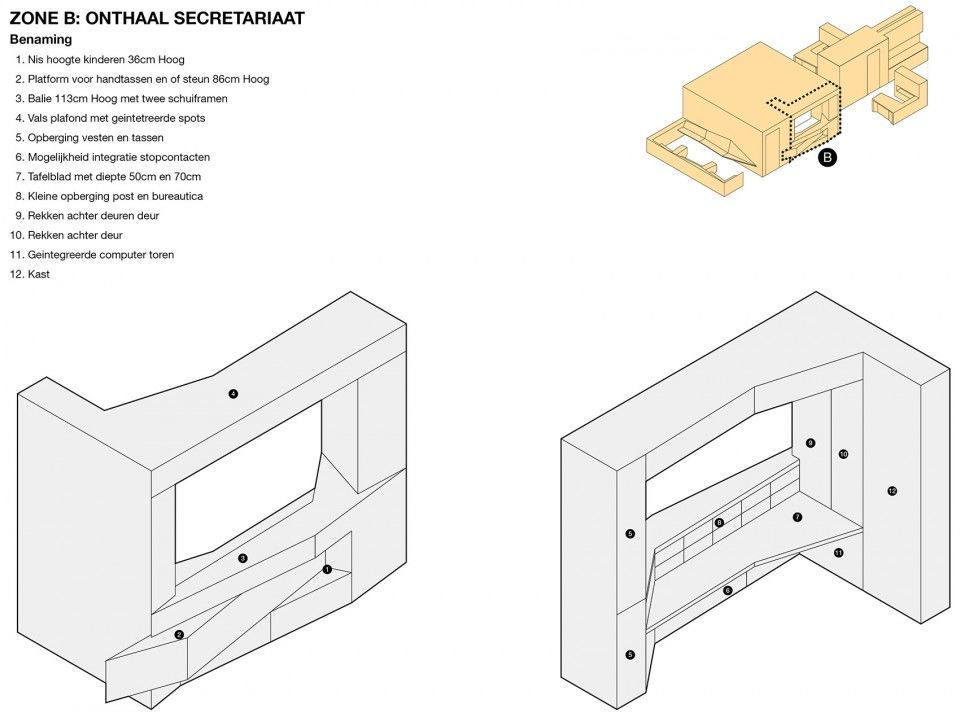 ZONE B: ONTHAAL SECRETARIAAT
Benaming
1. Nis hoogte kinderen 36cm Hoog
2. Platform voor handtassen en of steun 86cm Hoog
3. Balie 113cm Hoog met twee schuiframen
4. Vals plafond met geintetreerde spots
5. Opberging vesten en tassen
6. Mogelijkheid integratie stopcontacten
7. Tafelblad met diepte 50cm en 70cm
8. Kleine opberging post en bureautica
9. Rekken achter deuren deur
10. Rekken achter deur
11. Geintegreerde computer toren
12. Kast
B
4
3
1
2
9
10
12
8
7
5
11
6
5